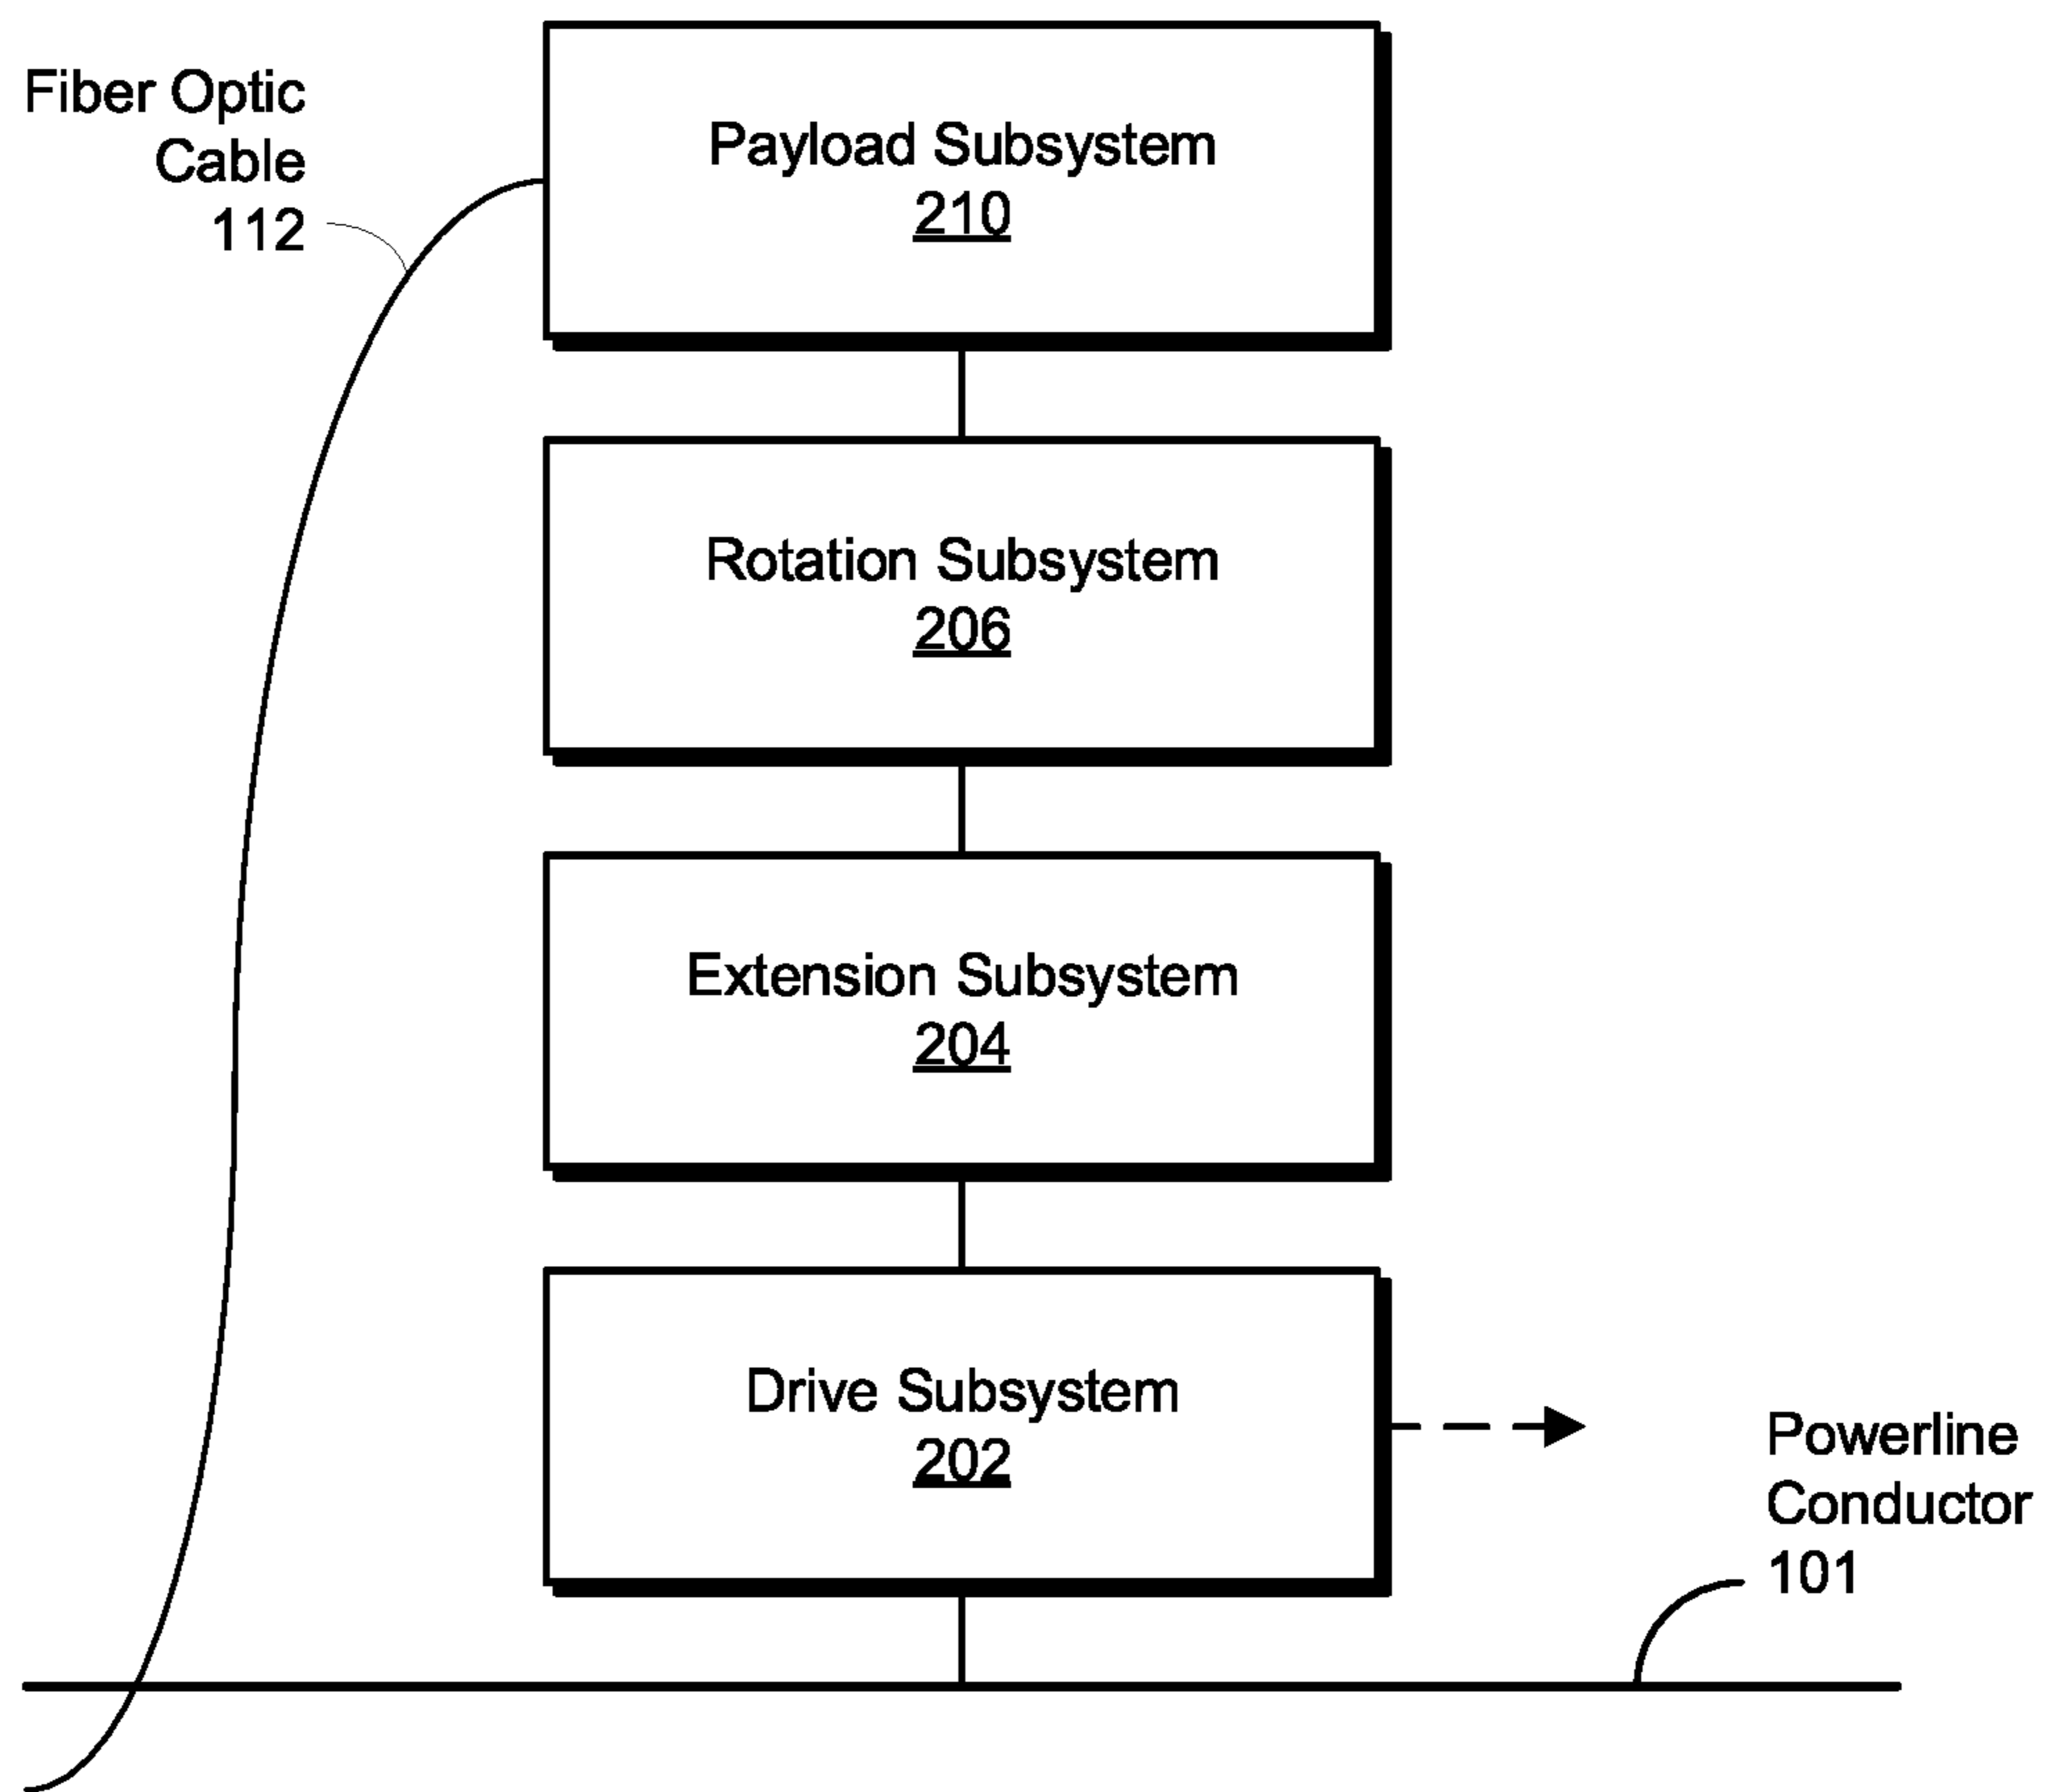 Fiber Optic
Cable
112
Payload Subsystem
210
Rotation Subsystem
206
Extension Subsystem
204
Drive Subsystem
202
Powerline
Conductor
101